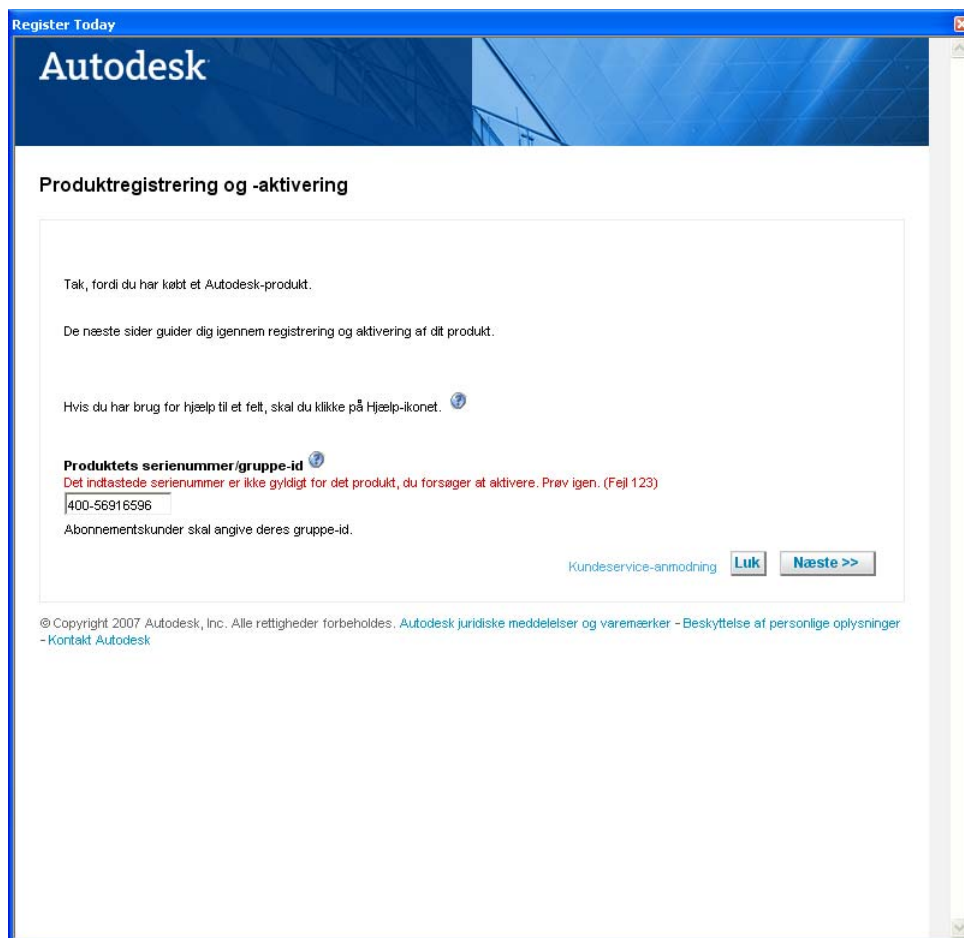 Register Today
Autodesk
Produktregistrering og -aktivering
Tak, fordi du har købt et Autodesk-produkt.
De næste sider guider dig igennem registrering og aktivering af dit produkt.
Hvis du har brug for hjælp til et felt, skal du klikke på Hjælp-ikonet.
Produktets serienummer/gruppe-id
Det indtastede serienummer er ikke gyldigt for det produkt, du forsøger at aktivere. Prøv igen. (Fejl 123)
400-56916596
Abonnementskunder skal angive deres gruppe-id.
Kundeservice-anmodning Luk Næste >>
© Copyright 2007 Autodesk, Inc. Alle rettigheder forbeholdes. Autodesk juridiske meddelelser og varemærker - Beskyttelse af personlige oplysninger
- Kontakt Autodesk